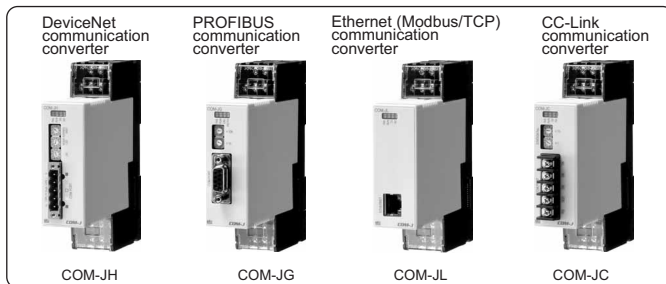 DeviceNet
communication
converter
PROFIBUS
communication
converter
Ethernet (Modbus/TCP)
communication
converter
CC-Link
communication
converter
COM-JH
COM-JG
COM-JL
COM-JC